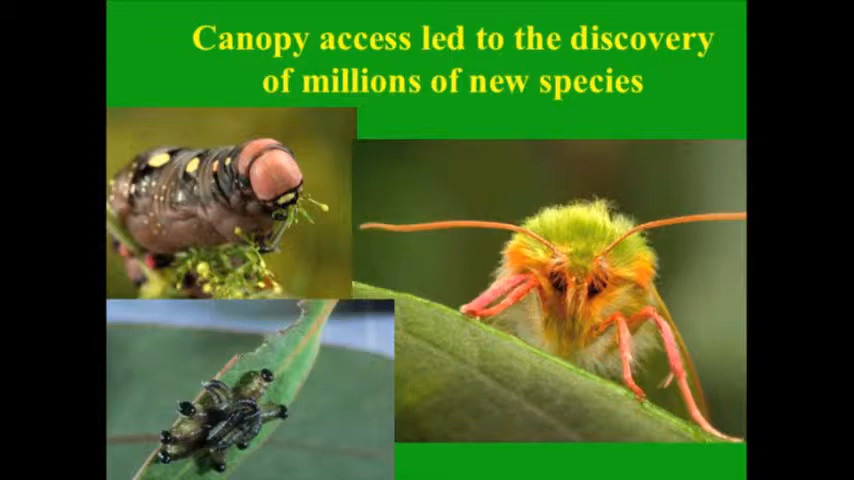 Canopy access led to the discovery
of millions of new species